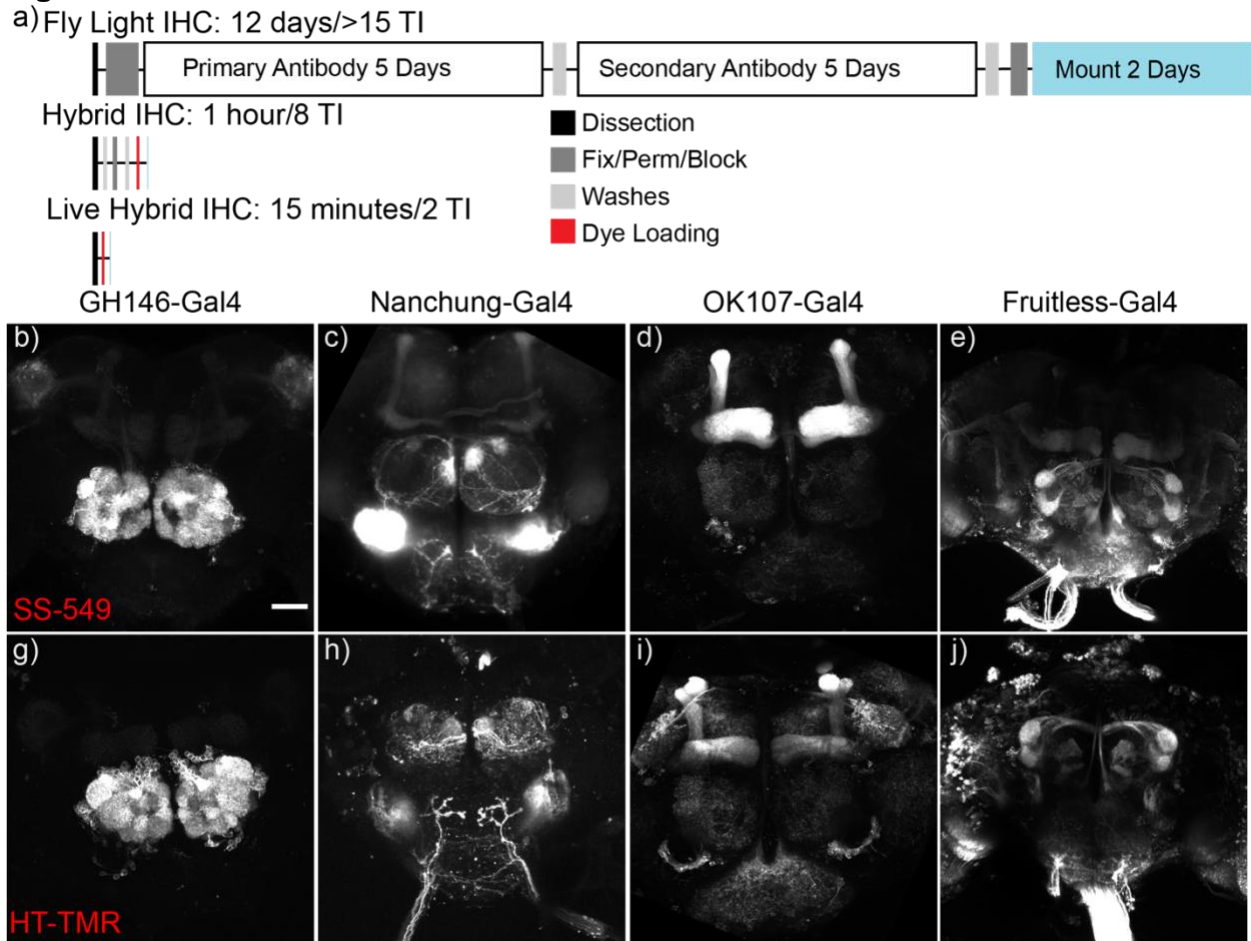 a) Fly Light IHC: 12 days/>15 TI
Primary Antibody 5 Days
Secondary Antibody 5 Days
Mount 2 Days
Hybrid IHC: 1 hour/8 TI
Dissection
Fix/Perm/Block
Washes
Dye Loading
Live Hybrid IHC: 15 minutes/2 TI
GH146-Gal4
Nanchung-Gal4
OK107-Gal4
Fruitless-Gal4
b)
c)
d)
e)
SS-549
g)
h)
i)
j)
HT-TMR